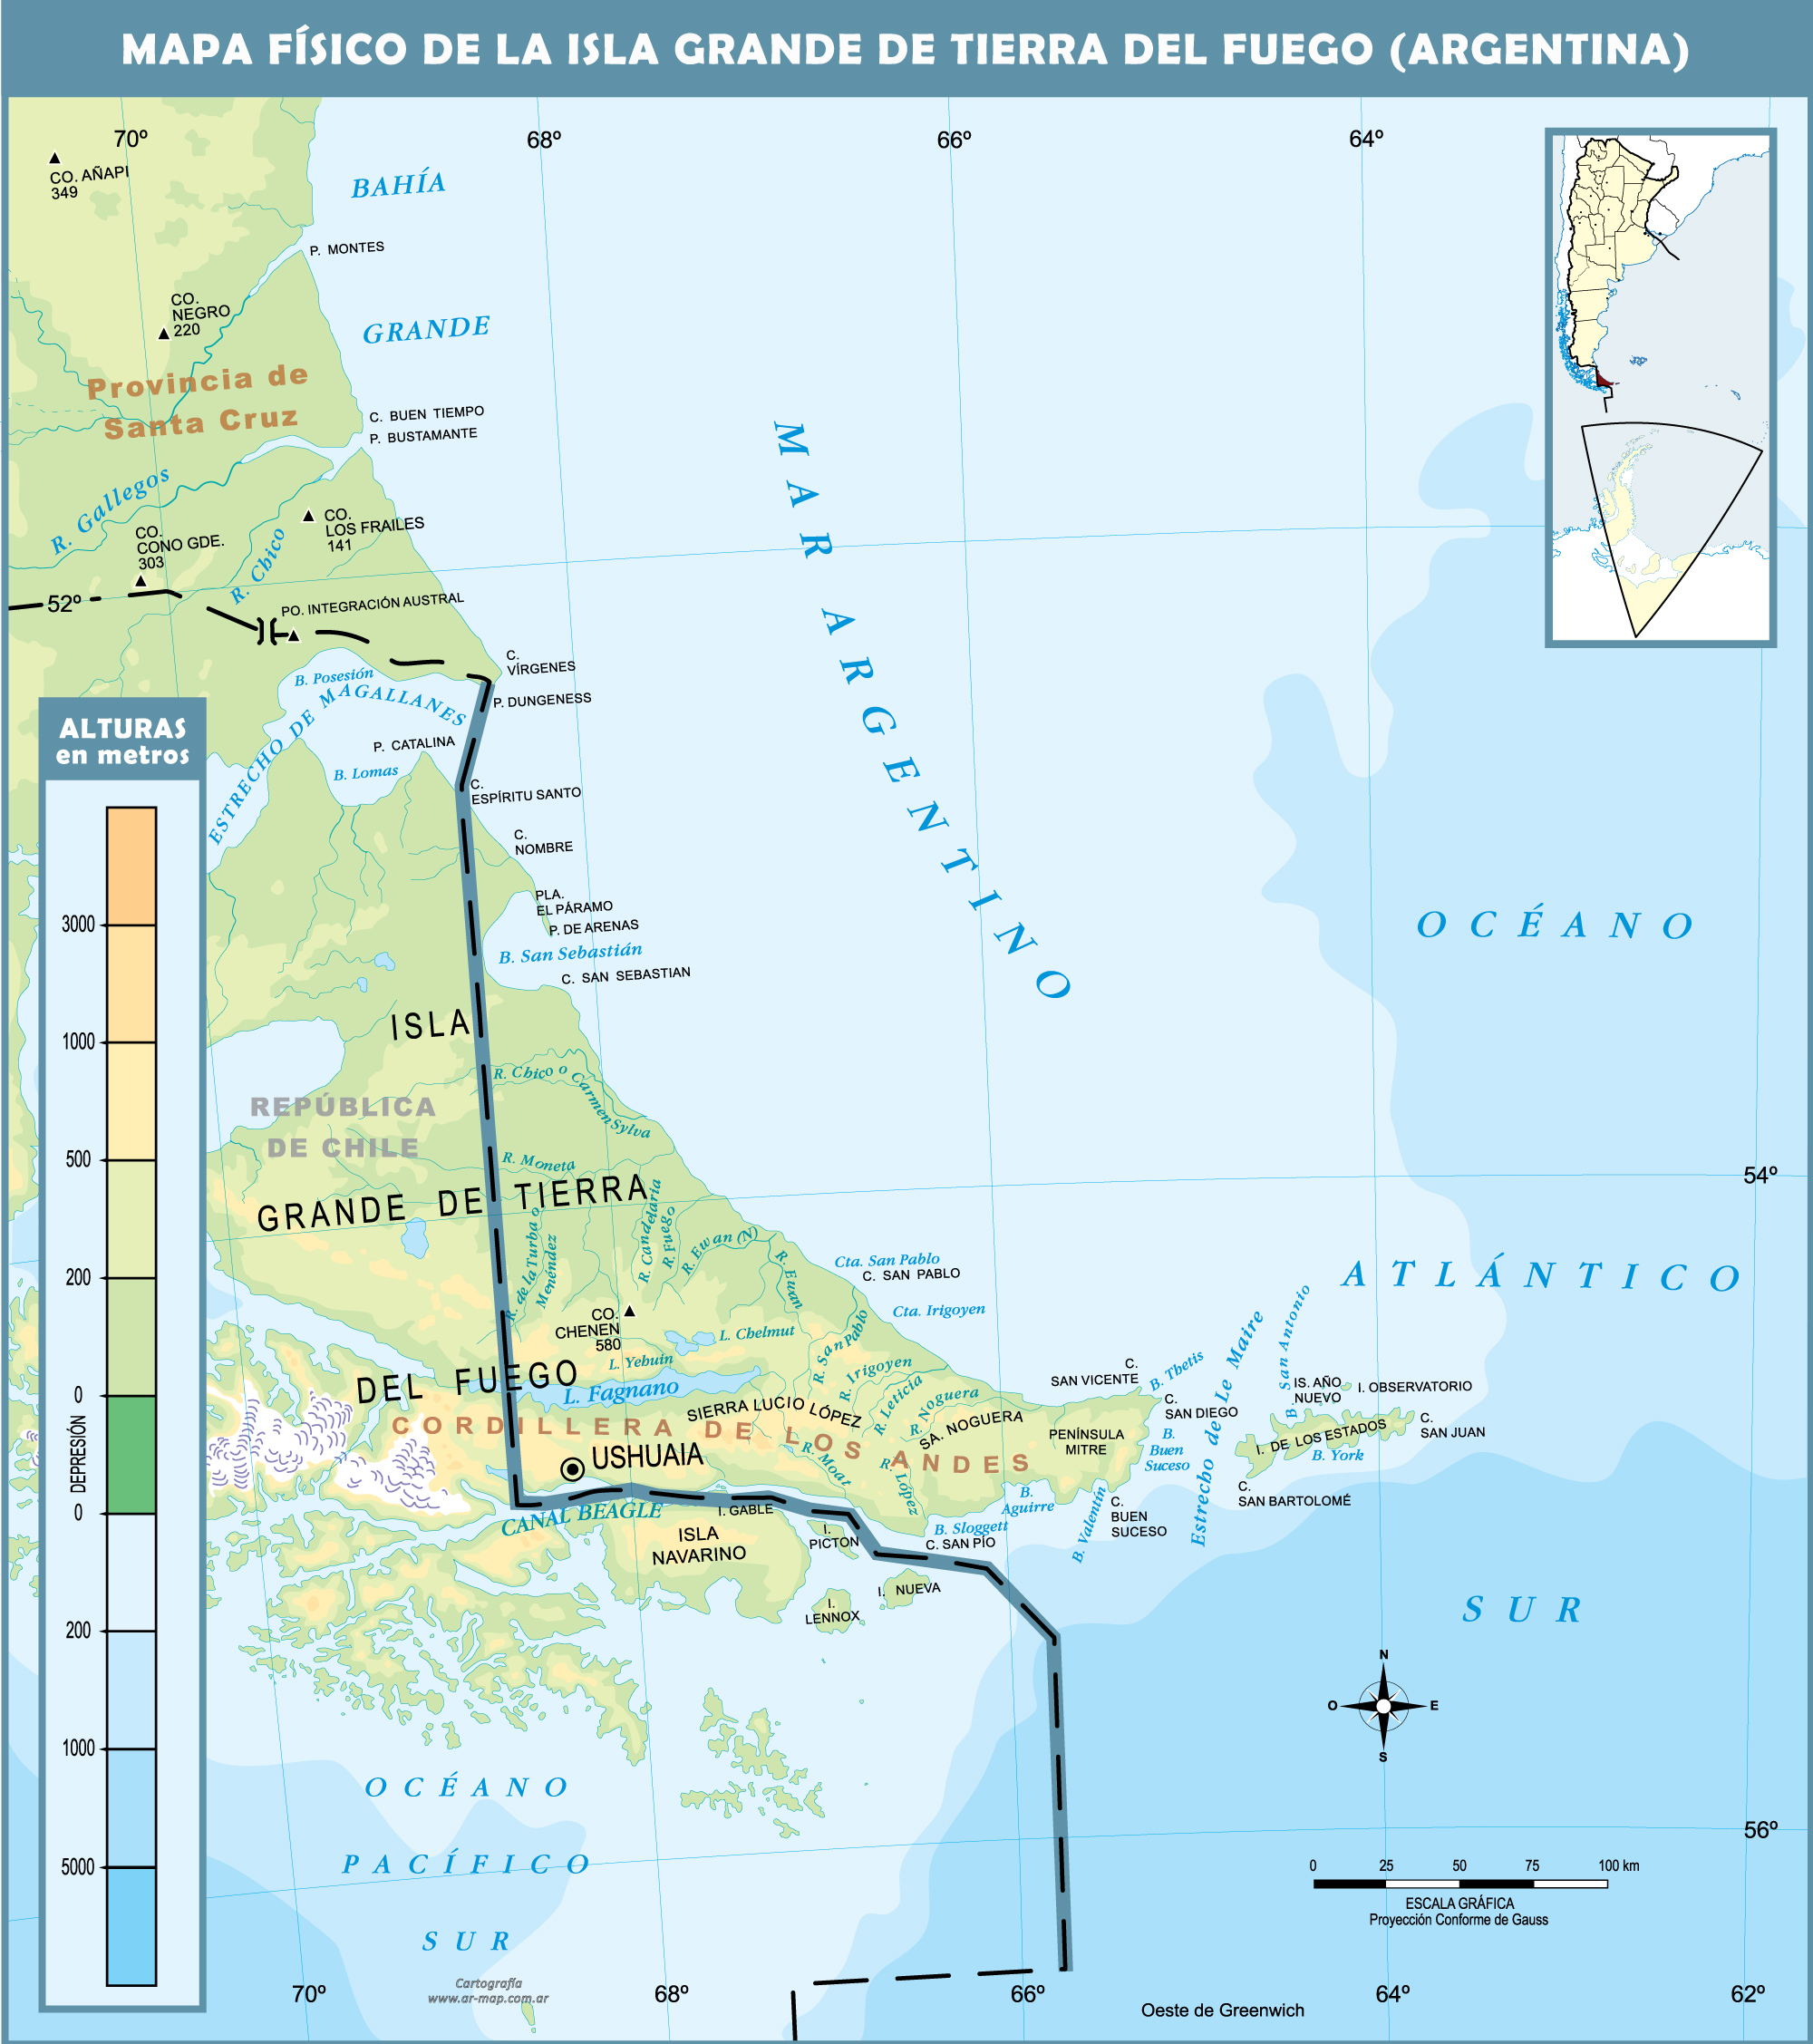 MAPA FÍSICO DE LA ISLA GRANDE DE TIERRA DEL FUEGO (ARGENTINA)
70º
68º
66º
64º
CO. AÑAPI
349
BAHÍA
P. MONTES
CO.
NEGRO
220
GRANDE
Provincia de
Santa Cruz
C. BUEN TIEMPO
P. BUSTAMANTE
R. Gallegos
CO.
CONO GDE.
303
R. Chico
CO.
LOS FRAILES
141
52º
PO. INTEGRACIÓN AUSTRAL
C.
VÍRGENES
B. Posesión
P. DUNGENESS
ESTRECHO DE MAGALLANES
P. CATALINA
B. Lomas
C.
ESPÍRITU SANTO
C.
NOMBRE
PLA.
EL PÁRAMO
P. DE ARENAS
B. San Sebastián
C. SAN SEBASTIAN
MAR ARGENTINO
OCÉANO
ATLÁNTICO
SUR
ALTURAS
en metros
3000
1000
500
200
0
DEPRESIÓN
0
200
1000
5000
ISLA
GRANDE DE TIERRA
DEL FUEGO
REPÚBLICA
DE CHILE
R. Chico o
Carmen Sylva
R. Moneta
R. de la Turba o
Menéndez
R. Candelaria
R. Fuego
R. Ewan (N)
R. Ewan
54º
Cta. San Pablo
C. SAN PABLO
Cta. Irigoyen
CO.
CHENEN
580
L. Chelmut
L. Yebuín
L. Fagnano
R. San Pablo
R. Irigoyen
R. Leticia
R. Noguera
SIERRA LUCIO LÓPEZ
SA. NOGUERA
CORDILLERA DE LOS ANDES
USHUAIA
R. Moat
R. López
PENÍNSULA
MITRE
C.
SAN VICENTE
B. Thetis
C.
SAN DIEGO
B.
Buen
Suceso
Estrecho de Le Maire
B. San Antonio
IS. AÑO
NUEVO
I. OBSERVATORIO
I. DE LOS ESTADOS
C.
SAN JUAN
B. York
C.
SAN BARTOLOMÉ
CANAL BEAGLE
I. GABLE
ISLA
NAVARINO
I.
PICTON
B. Sloggett
C. SAN PÍO
B.
Aguirre
B. Valentín
C.
BUEN
SUCESO
I. NUEVA
I.
LENNOX
N
O
E
S
OCÉANO
PACÍFICO
SUR
56º
0 25 50 75 100 km
ESCALA GRÁFICA
Proyección Conforme de Gauss
Cartografía
www.ar-map.com.ar
70º
68º
66º
64º
62º
Oeste de Greenwich